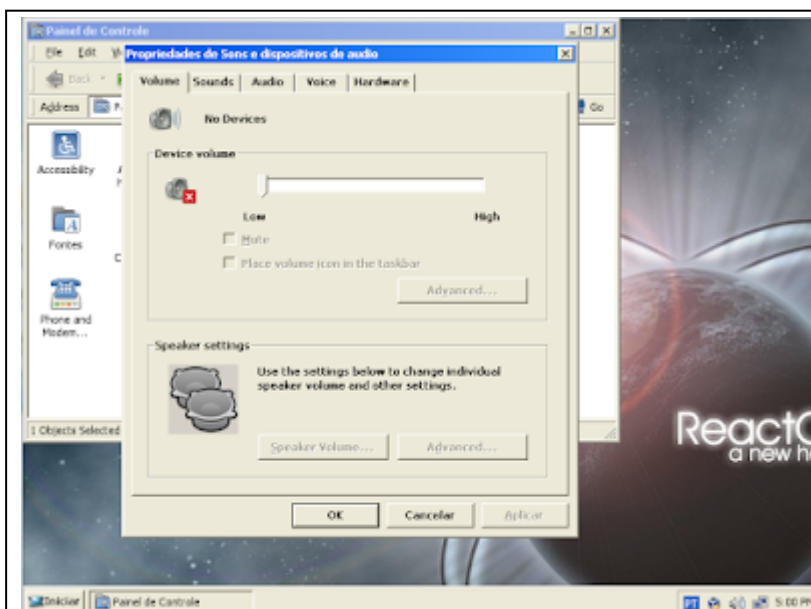 Painel de Controle
File Edit
Propriedades de Sons e dispositivos de audio
Back
Volume Sounds Audio Voice Hardware
Address
Go
No Devices
Accessibility
Device volume
Low High
Mute
Fontes
Place volume icon in the taskbar
Advanced...
Phone and
Modem...
Speaker settings
Use the settings below to change individual
speaker volume and other settings.
1 Objects Selected
React
a new
Speaker Volume... Advanced...
OK Cancelar Aplicar
Iniciar Painel de Controle PT 5:00 PM